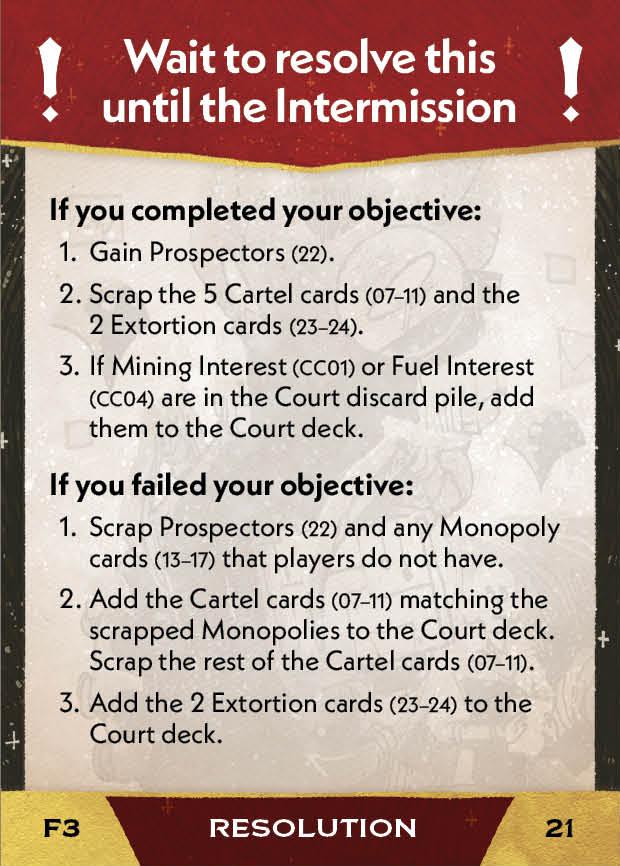 ! Wait to resolve this !
until the Intermission
If you completed your objective:
1. Gain Prospectors (22).
2. Scrap the 5 Cartel cards (07–11) and the
2 Extortion cards (23–24).
3. If Mining Interest (CC01) or Fuel Interest
(CC04) are in the Court discard pile, add
them to the Court deck.
If you failed your objective:
1. Scrap Prospectors (22) and any Monopoly
cards (13–17) that players do not have.
2. Add the Cartel cards (07–11) matching the
scrapped Monopolies to the Court deck.
Scrap the rest of the Cartel cards (07–11).
3. Add the 2 Extortion cards (23–24) to the
Court deck.
F3 RESOLUTION 21